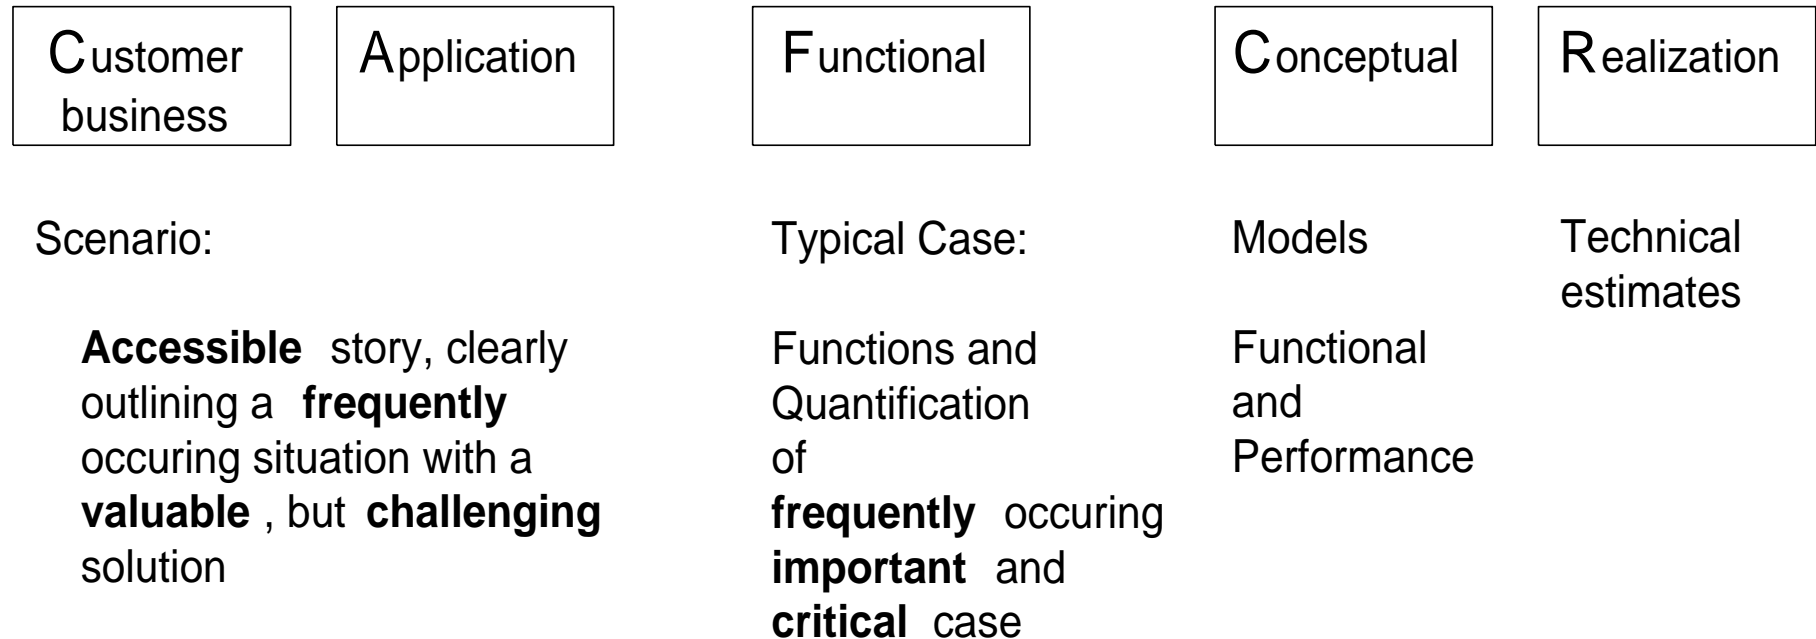 Customer
business
Application
Functional
Conceptual
Realization
Scenario:
Accessible story, clearly
outlining a frequently
occuring situation with a
valuable , but challenging
solution
Typical Case:
Functions and
Quantification
of
frequently occuring
important and
critical case
Models
Functional
and
Performance
Technical
estimates